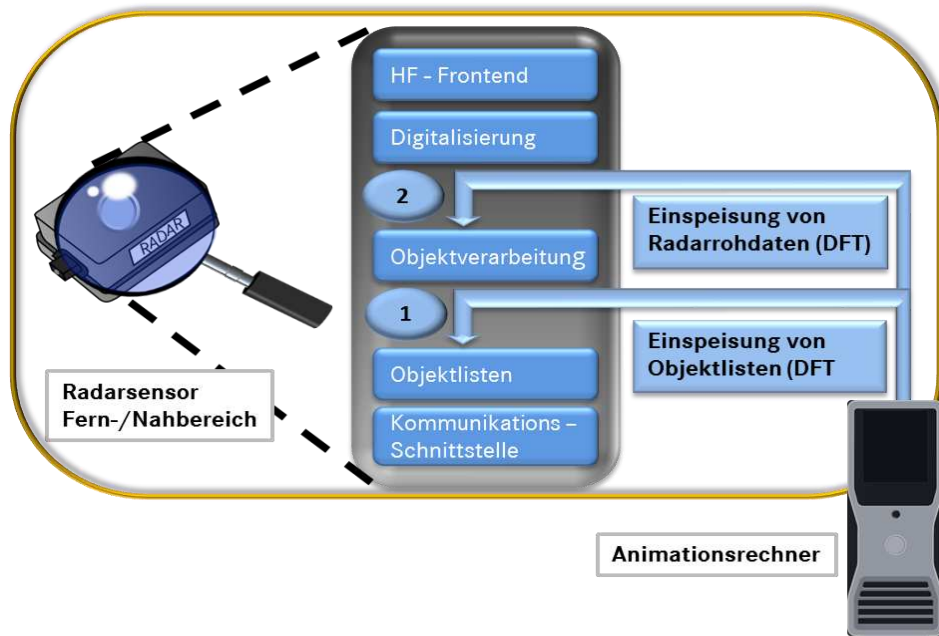 HF - Frontend
Digitalisierung
2
Einspeisung von
Radarrohdaten (DFT)
RADAR
Objektverarbeitung
1
Einspeisung von
Objektlisten (DFT
Objektlisten
Radarsensor
Fern-/Nahbereich
Kommunikations –
Schnittstelle
Animationsrechner